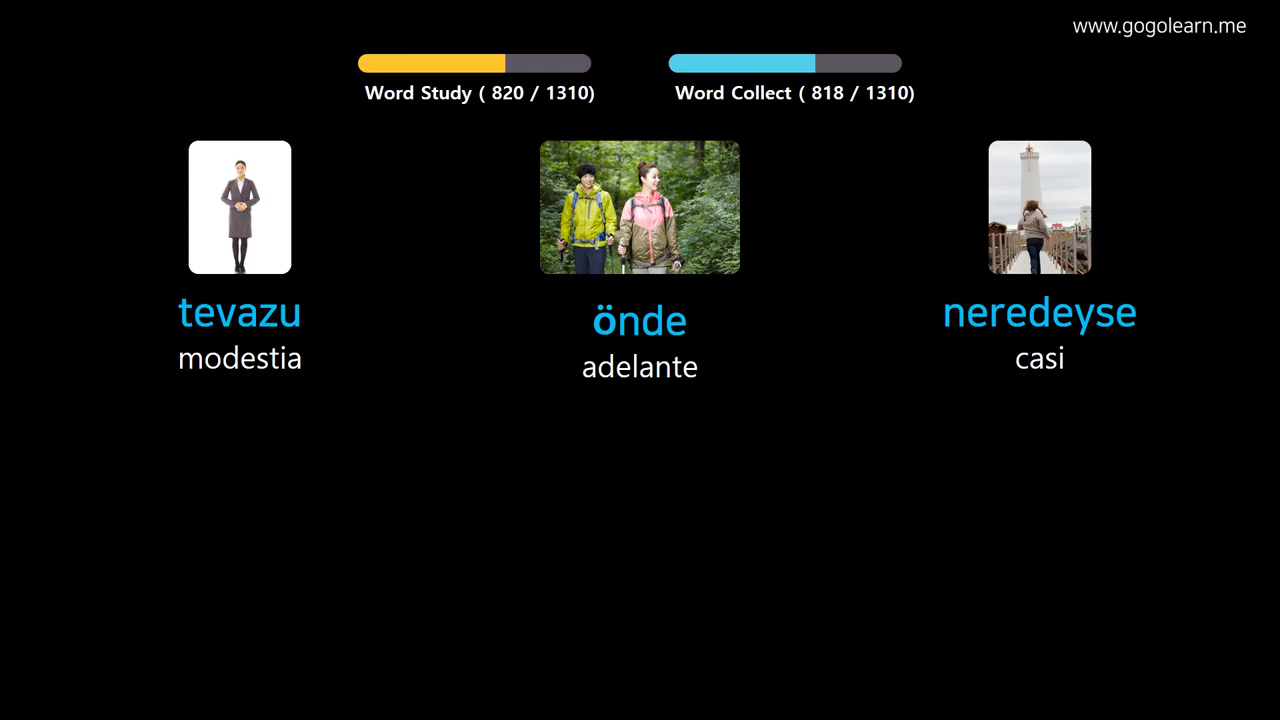 www.gogolearn.me
Word Study ( 820 / 1310)
Word Collect ( 818 / 1310)
tevazu
modestia
önde
adelante
neredeyse
casi